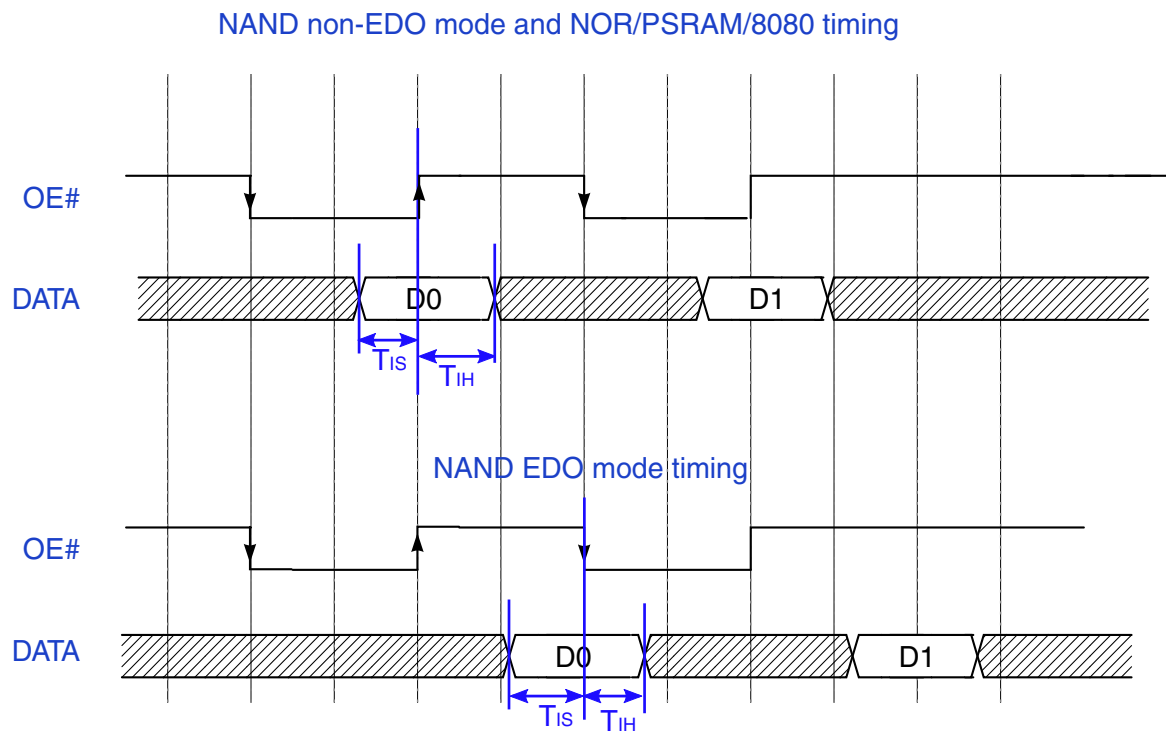 NAND non-EDO mode and NOR/PSRAM/8080 timing
OE#
DATA
D0
D1
TIS
TIH
NAND EDO mode timing
OE#
DATA
D0
D1
TIS
TIH